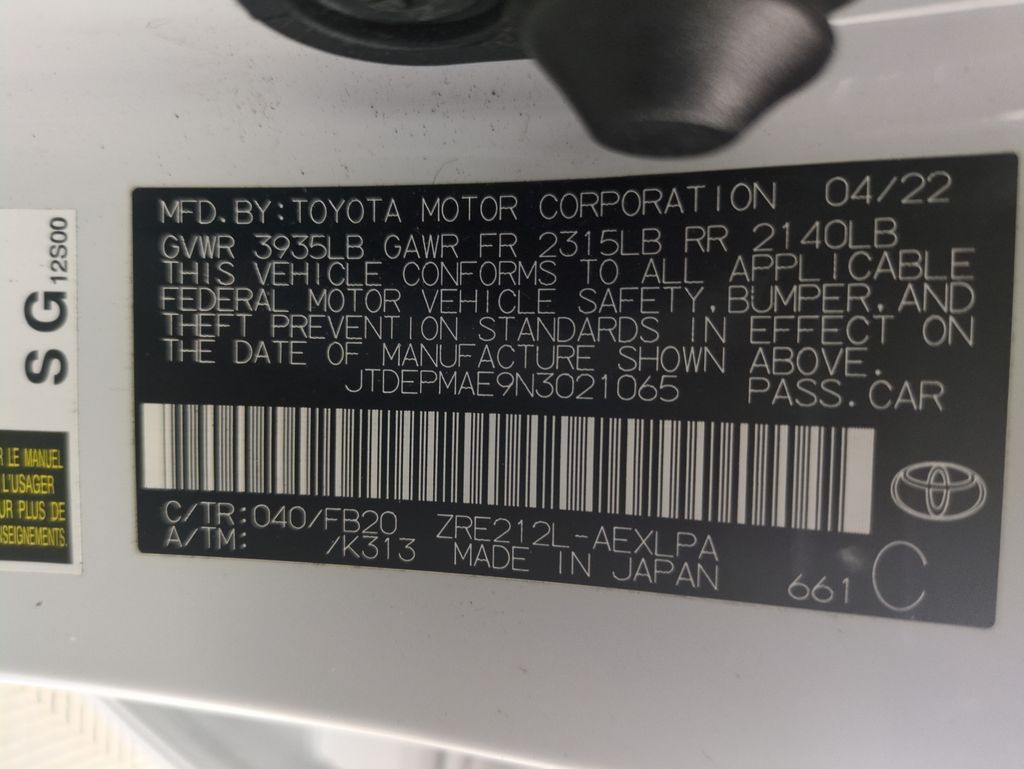 MFD.BY:TOYOTA MOTOR CORPORATION 04/22
GVWR 3935LB GAWR FR 2315LB RR 2140LB
THIS VEHICLE CONFORMS TO ALL APPLICABLE
FEDERAL MOTOR VEHICLE SAFETY,BUMPER,AND
THEFT PREVENTION STANDARDS IN EFFECT ON
THE DATE OF MANUFACTURE SHOWN ABOVE.
JTDEPMAE9N3021065 PASS.CAR
C/TR:040/FB20 ZRE212L-AEXLPA
A/TM: /K313 MADE IN JAPAN
661 C
S G 12S00
R LE MANUEL
L'USAGER
UR PLUS DE
NSEIGNEMENTS.